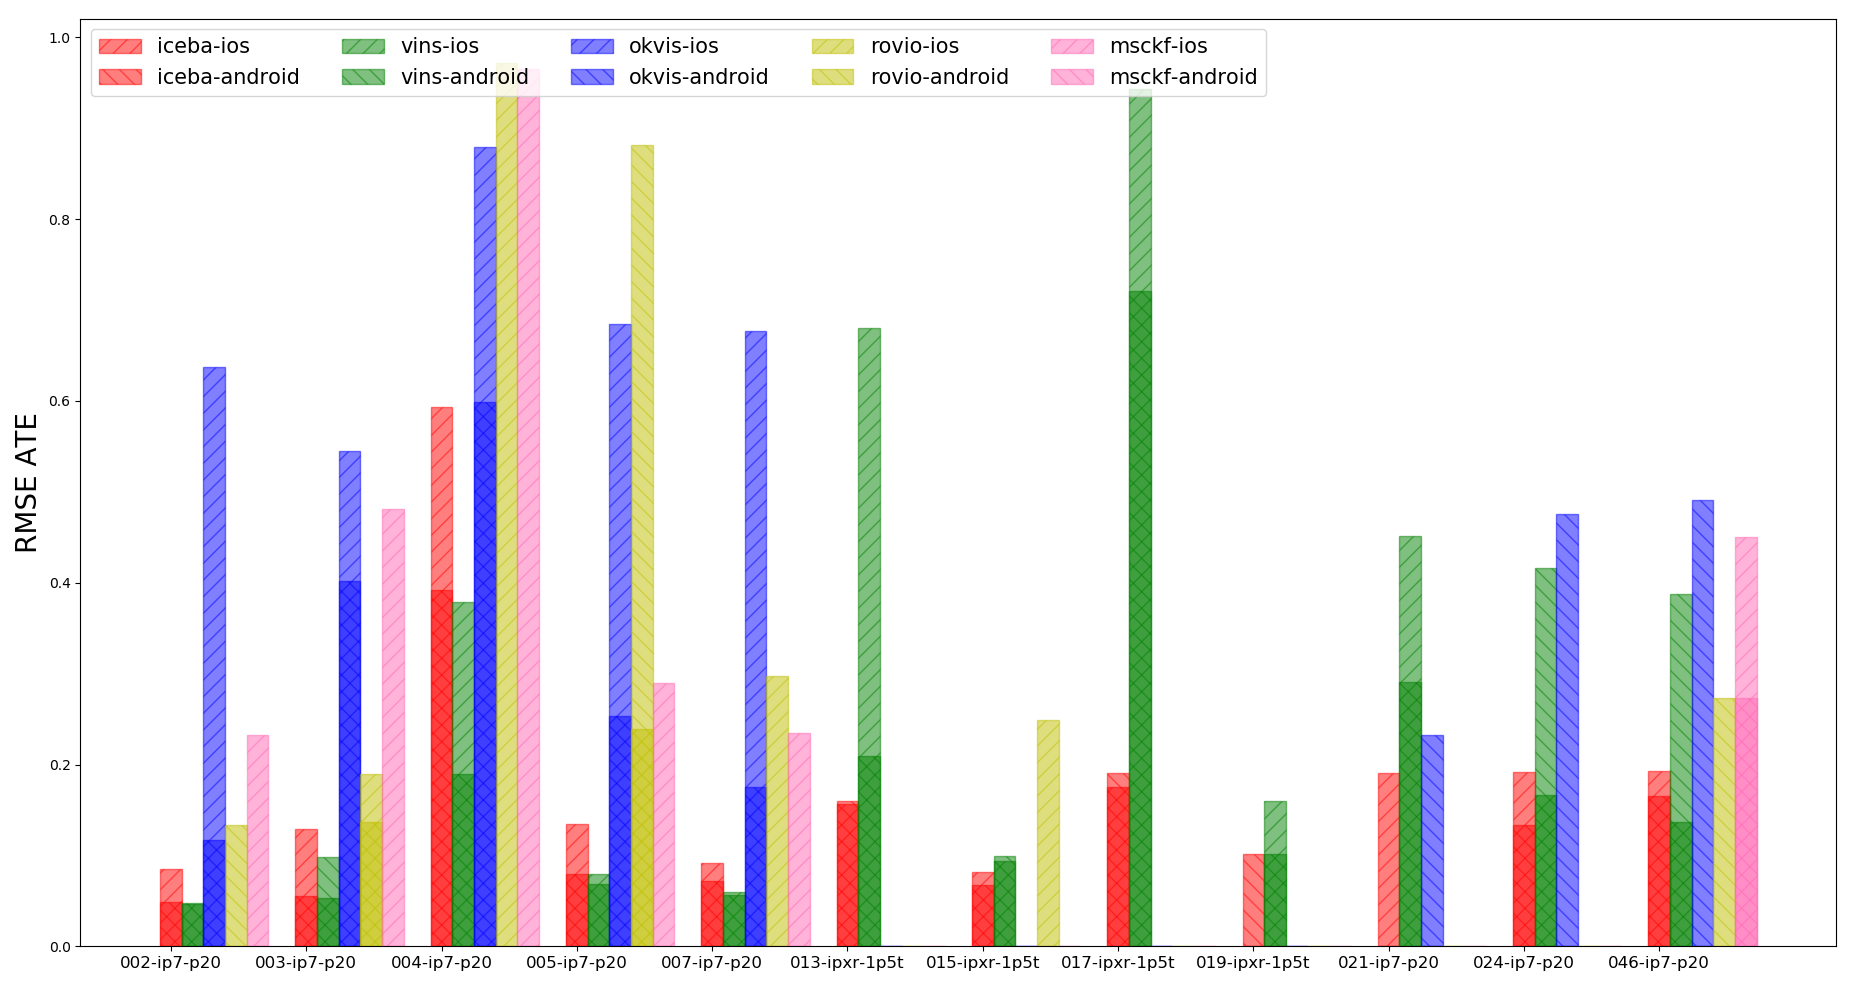 iceba-ios
iceba-android
vins-ios
vins-android
okvis-ios
okvis-android
rovio-ios
rovio-android
msckf-ios
msckf-android
RMSE ATE
1.0
0.8
0.6
0.4
0.2
0.0
002-ip7-p20
003-ip7-p20
004-ip7-p20
005-ip7-p20
007-ip7-p20
013-ipxr-1p5t
015-ipxr-1p5t
017-ipxr-1p5t
019-ipxr-1p5t
021-ip7-p20
024-ip7-p20
046-ip7-p20